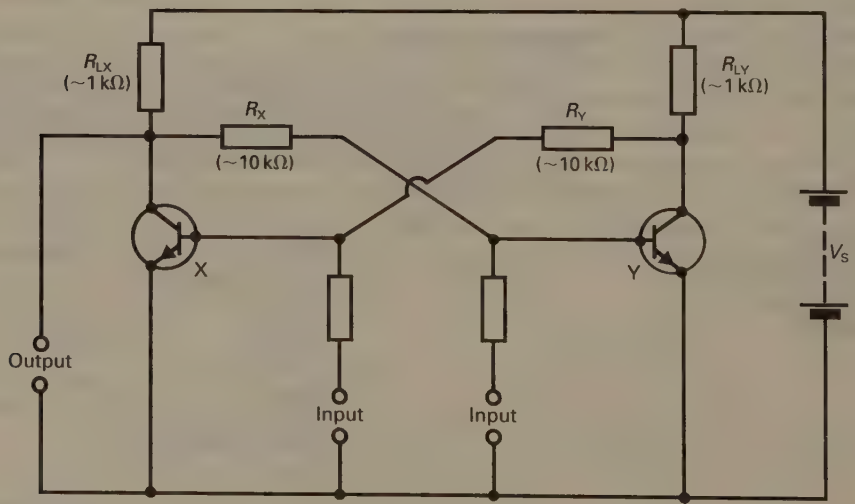 R_LX
(~1 kΩ)
R_X
(~10 kΩ)
R_Y
(~10 kΩ)
R_LY
(~1 kΩ)
X
Y
V_S
Output
Input
Input